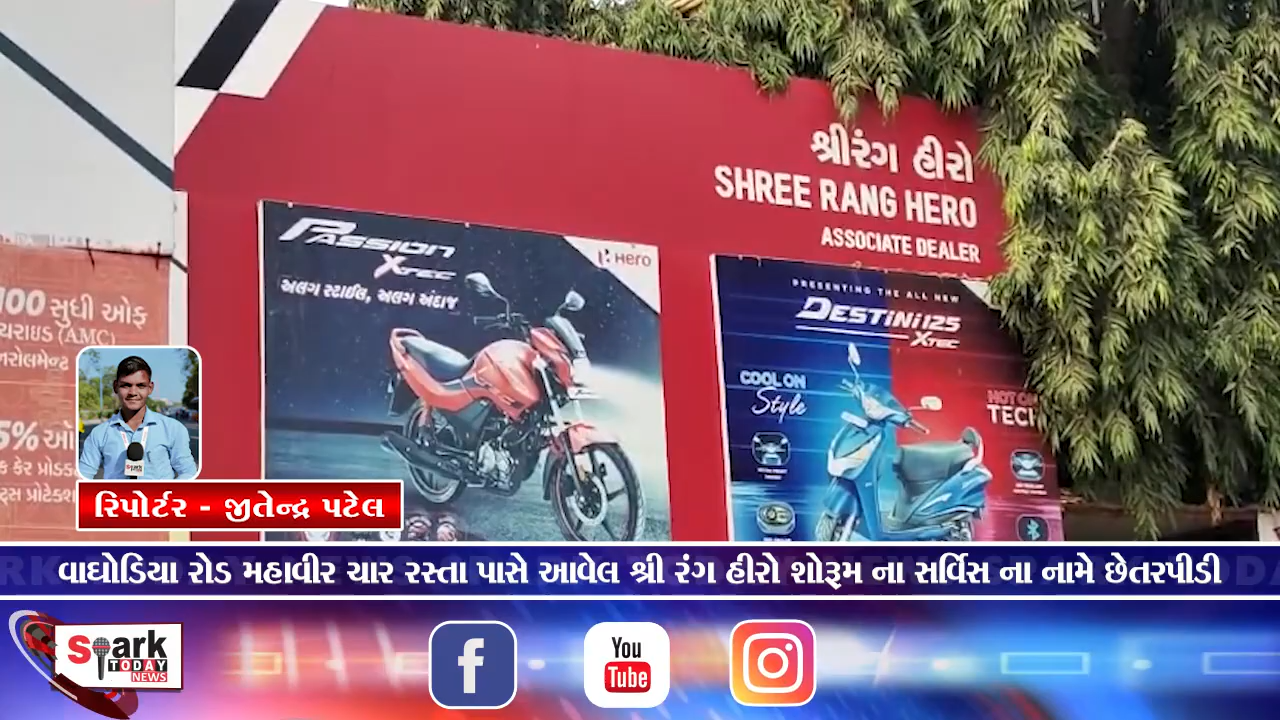 શ્રીરંગ હીરો
SHREE RANG HERO
ASSOCIATE DEALER
PASSION
XTEC
Hero
અલગ સ્ટાઈલ, અલગ અંદાજ
PRESENTING THE ALL NEW
DESTINI 125
XTEC
COOL ON
Style
HOT ON
TECH
100 સુધી ઓફ
(AMC)
5%
રિપોર્ટર - જીતેન્દ્ર પટેલ
વાઘોડિયા રોડ મહાવીર ચાર રસ્તા પાસે આવેલ શ્રી રંગ હીરો શોરૂમ ના સર્વિસ ના નામે છેતરપીડી
spark
TODAY
NEWS
f
You
Tube